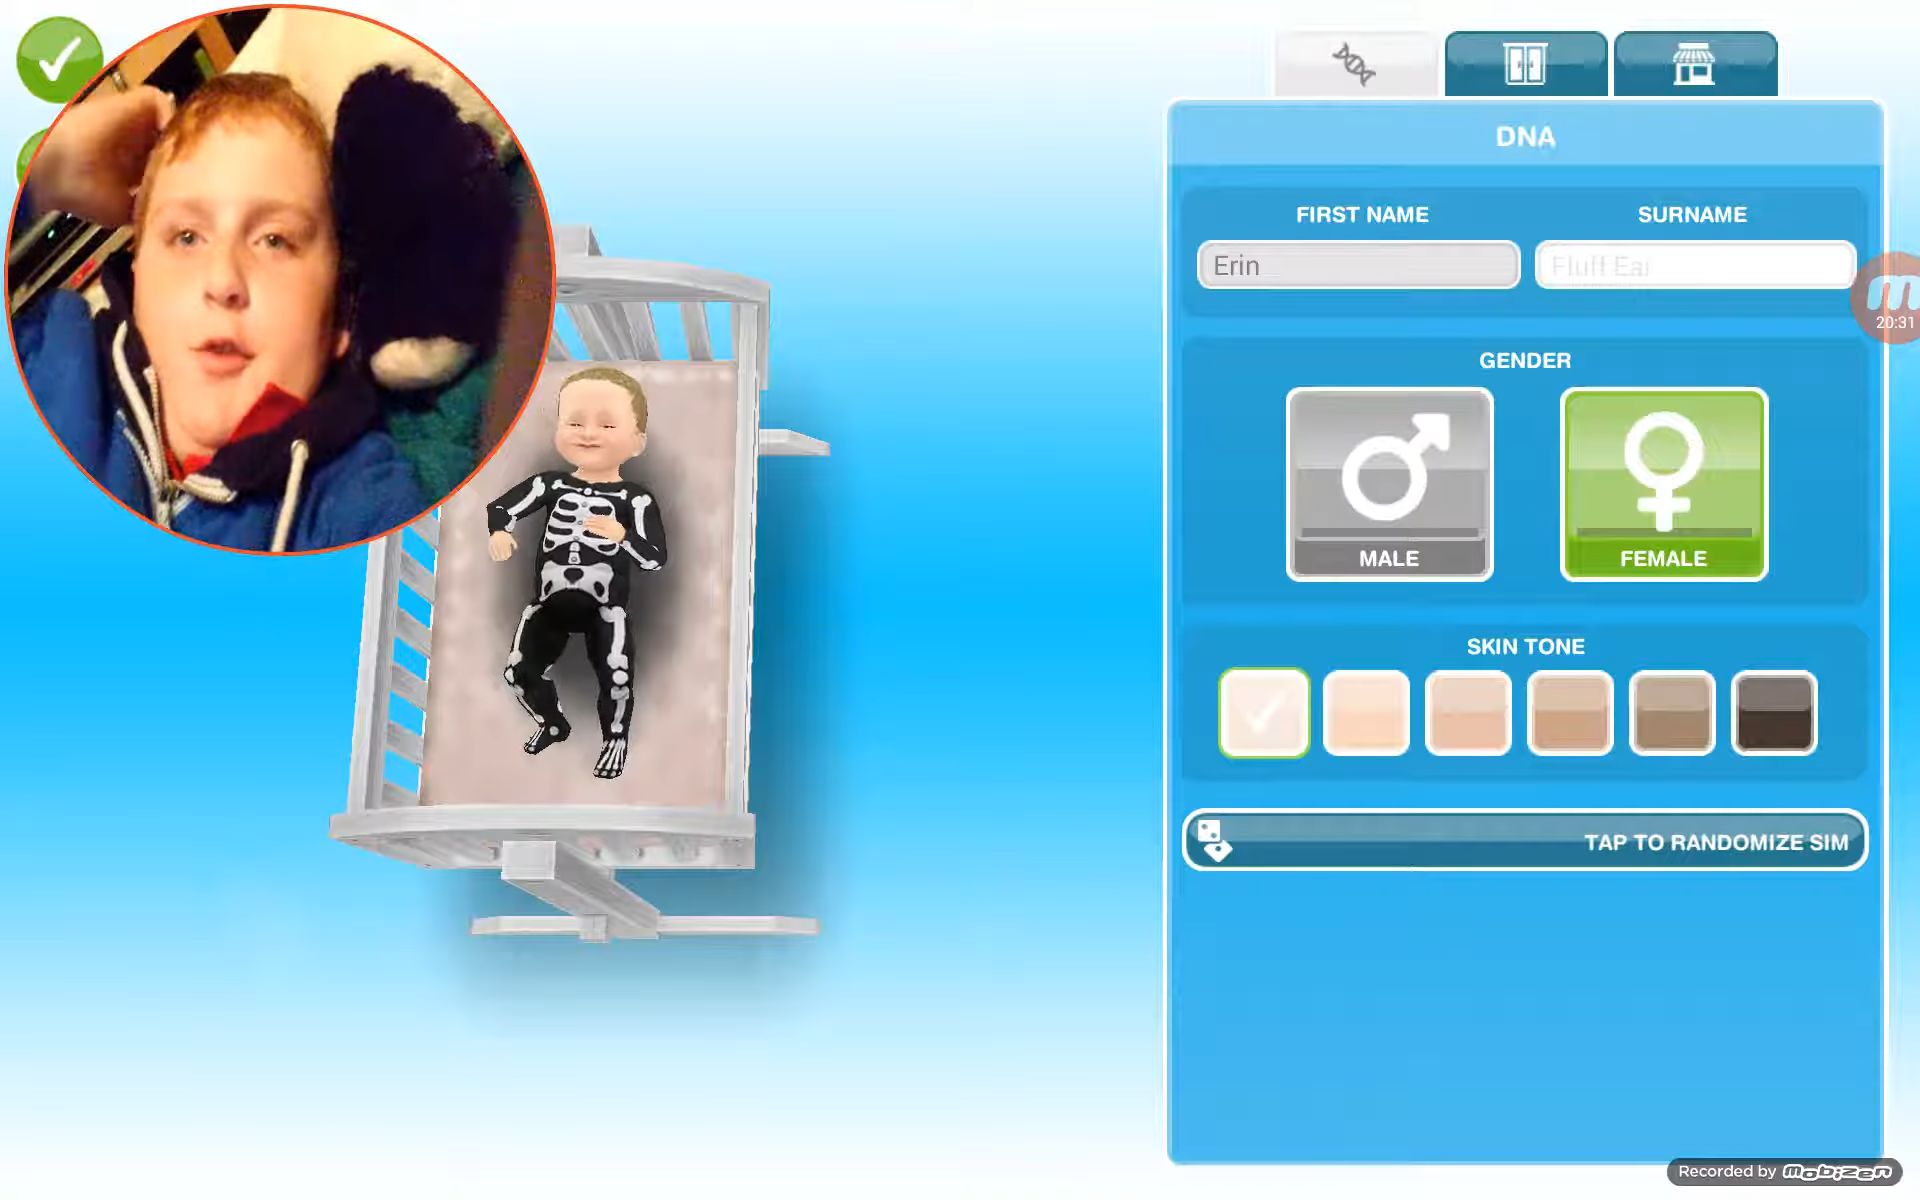 DNA
FIRST NAME
SURNAME
Erin
Fluff Ear
20:31
GENDER
MALE
FEMALE
SKIN TONE
TAP TO RANDOMIZE SIM
Recorded by mobizen